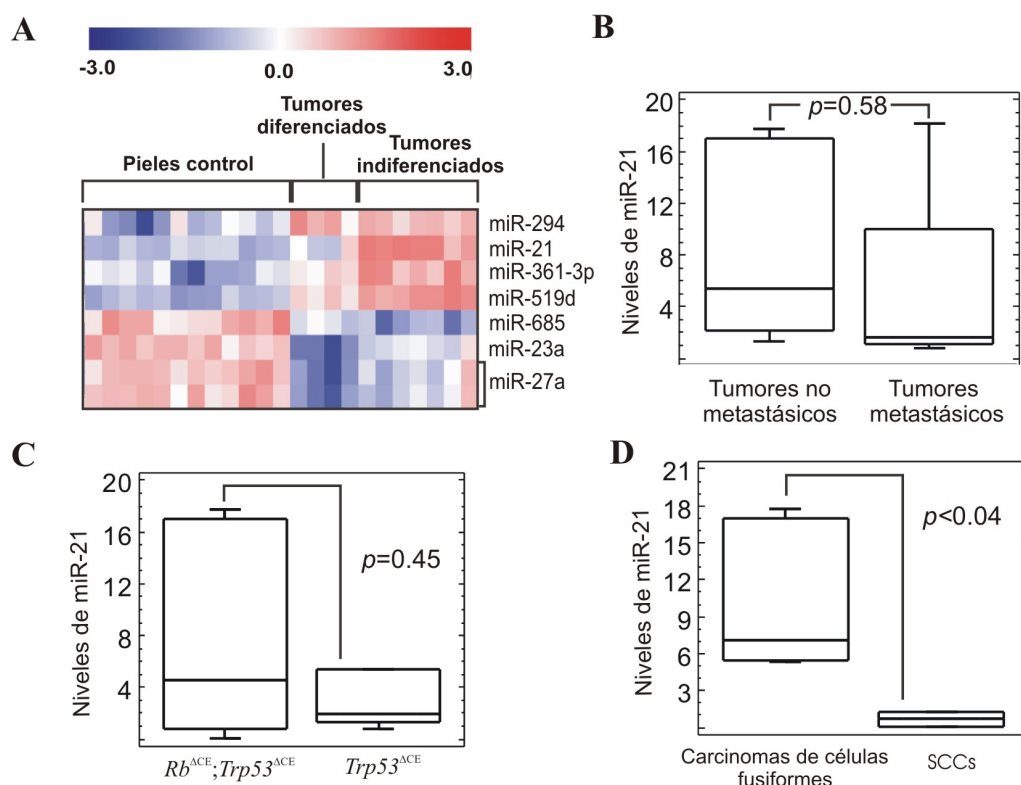 A
-3.0 0.0 3.0
Tumores
diferenciados
Tumores
indiferenciados
Pieles control
miR-294
miR-21
miR-361-3p
miR-519d
miR-685
miR-23a
miR-27a
B
Niveles de miR-21
20
16
12
8
4
p=0.58
Tumores no
metastásicos
Tumores
metastásicos
C
Niveles de miR-21
20
16
12
8
4
p=0.45
Rb^ΔCE;Trp53^ΔCE
Trp53^ΔCE
D
Niveles de miR-21
21
18
15
12
9
6
3
p<0.04
Carcinomas de células
fusiformes
SCCs